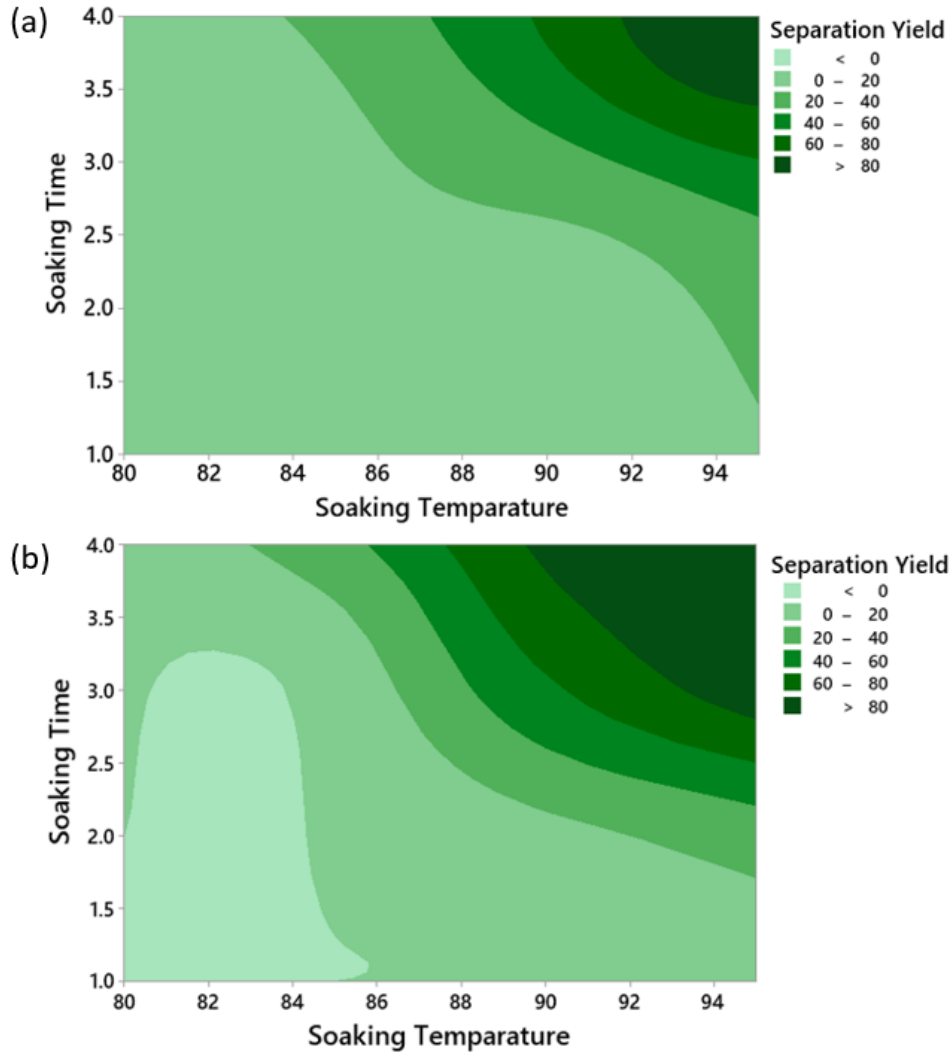 (a)
Separation Yield
< 0
0 – 20
20 – 40
40 – 60
60 – 80
> 80
4.0
3.5
3.0
2.5
2.0
1.5
1.0
Soaking Time
80 82 84 86 88 90 92 94
Soaking Temparature
(b)
Separation Yield
< 0
0 – 20
20 – 40
40 – 60
60 – 80
> 80
4.0
3.5
3.0
2.5
2.0
1.5
1.0
Soaking Time
80 82 84 86 88 90 92 94
Soaking Temparature